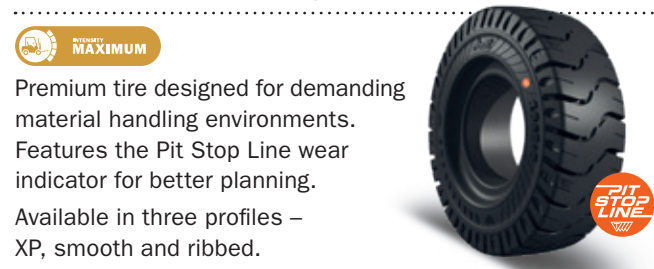 INTENSITY
MAXIMUM
Premium tire designed for demanding
material handling environments.
Features the Pit Stop Line wear
indicator for better planning.
Available in three profiles –
XP, smooth and ribbed.
PIT
STOP
LINE